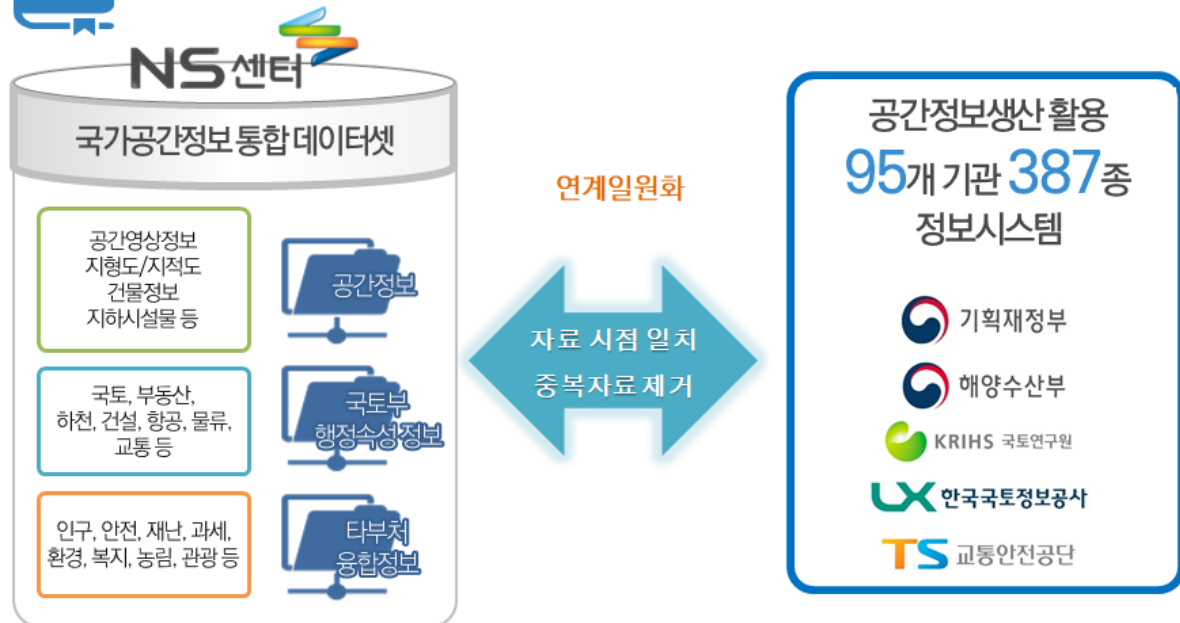 NS 센터
국가공간정보 통합 데이터셋
공간영상정보
지형도/지적도
건물정보
지하시설물 등
공간정보
국토, 부동산,
하천, 건설, 항공, 물류,
교통 등
국토부
행정속성 정보
인구, 안전, 재난, 과세,
환경, 복지, 농림, 관광 등
타부처
융합정보
연계일원화
자료 시점 일치
중복자료 제거
공간정보생산 활용
95개 기관 387종
정보시스템
기획재정부
해양수산부
KRIHS 국토연구원
LX 한국국토정보공사
TS 교통안전공단